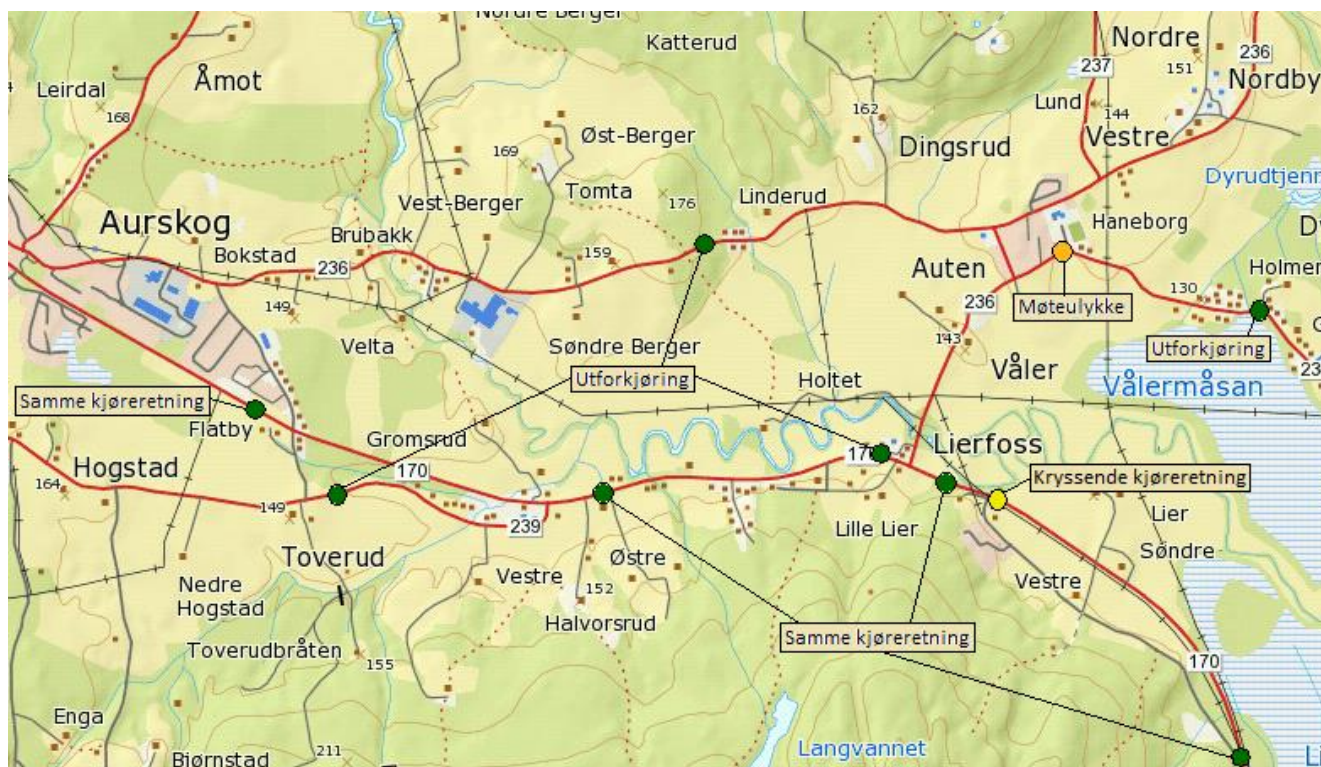 Nordre Berger
Katterud
Nordre
236
151
Nordby
237
Leirdal
Åmot
168
162
Lund
144
Vestre
Øst-Berger
Dingsrud
169
Tomta
Vest-Berger
176
Linderud
Dyrudtjenn
Haneborg
Aurskog
Brubakk
Bokstad
236
159
Auten
Holmer
Møteulykke
130
236
149
143
Velta
Søndre Berger
Utforkjøring
Våler
Utforkjøring
Holtet
Vålermåsan
Samme kjøreretning
Flatby
Gromsrud
Lierfoss
Hogstad
170
Kryssende kjøreretning
164
149
239
Lille Lier
Lier
Toverud
Østre
Søndre
Vestre
152
Vestre
Nedre
Hogstad
Halvorsrud
Samme kjøreretning
Toverudbråten
155
170
Enga
211
Bjørnstad
Langvannet